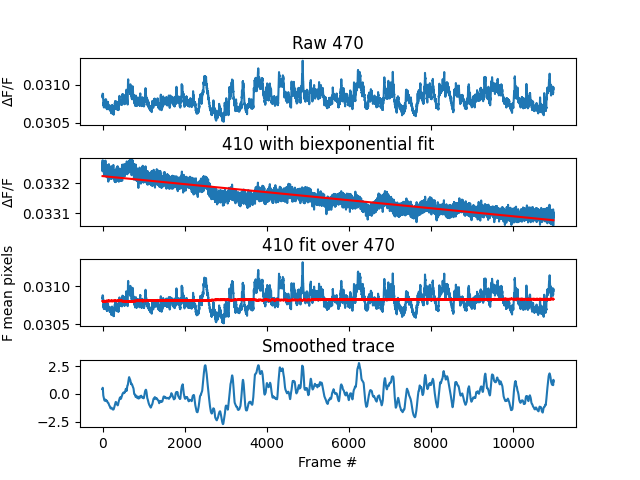 Raw 470
ΔF/F
0.0310
0.0305
410 with biexponential fit
ΔF/F
0.0332
0.0331
410 fit over 470
F mean pixels
0.0310
0.0305
Smoothed trace
2.5
0.0
−2.5
0 2000 4000 6000 8000 10000
Frame #